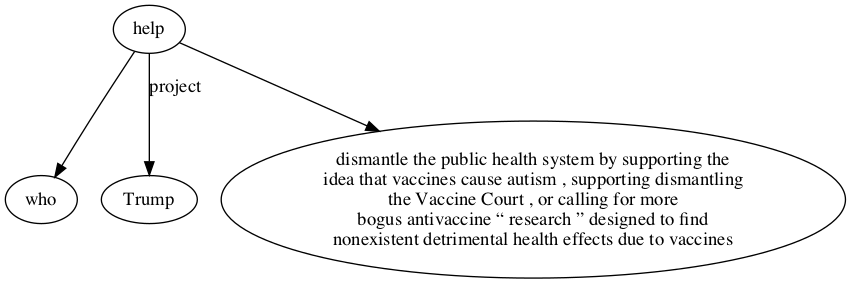 help
project
who
Trump
dismantle the public health system by supporting the
idea that vaccines cause autism , supporting dismantling
the Vaccine Court , or calling for more
bogus antivaccine “ research ” designed to find
nonexistent detrimental health effects due to vaccines